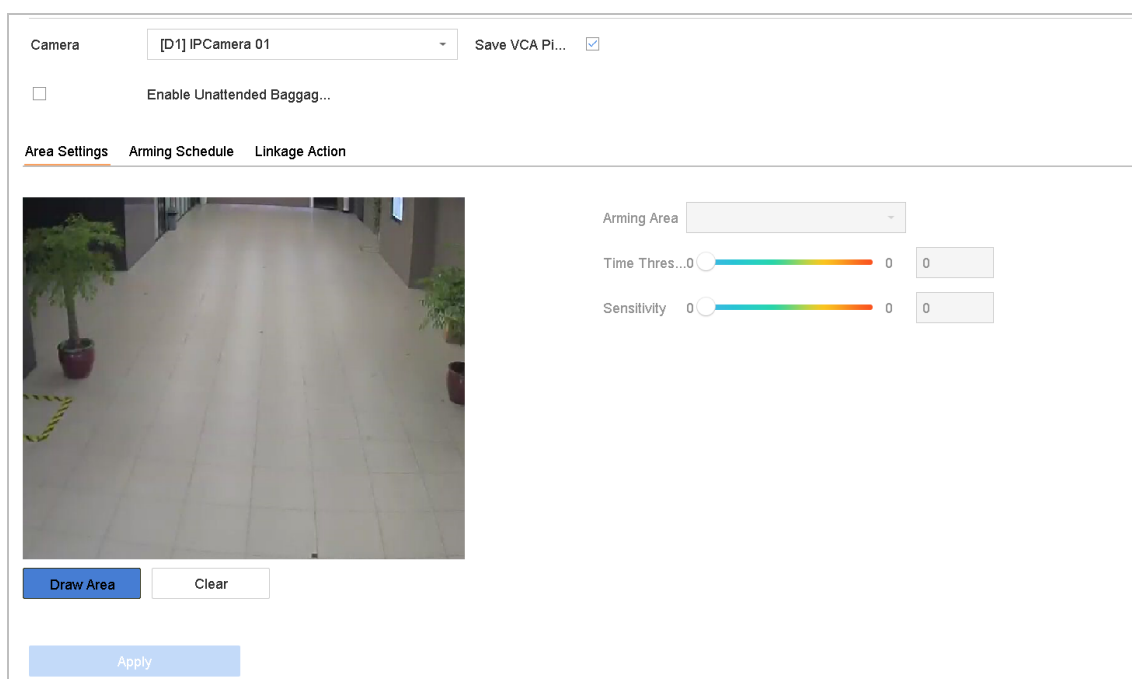 Camera [D1] IPCamera 01 Save VCA Pi...
Enable Unattended Baggag...
Area Settings Arming Schedule Linkage Action
Arming Area
Time Thres...0 0 0
Sensitivity 0 0 0
Draw Area Clear
Apply